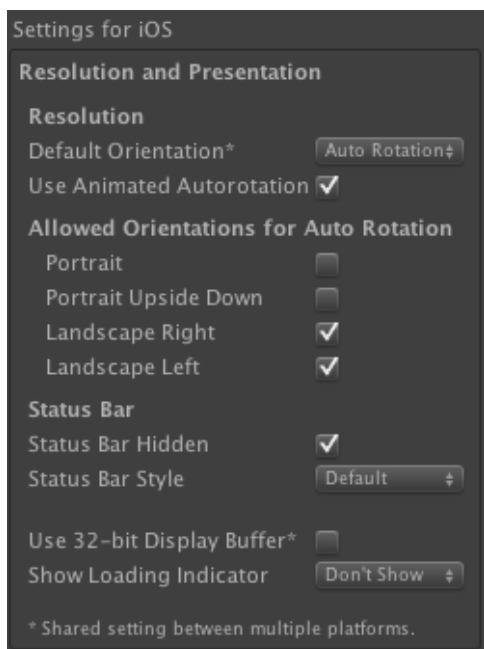 Settings for iOS
Resolution and Presentation
Resolution
Default Orientation* Auto Rotation
Use Animated Autorotation
Allowed Orientations for Auto Rotation
Portrait
Portrait Upside Down
Landscape Right
Landscape Left
Status Bar
Status Bar Hidden
Status Bar Style Default
Use 32-bit Display Buffer*
Show Loading Indicator Don't Show
* Shared setting between multiple platforms.